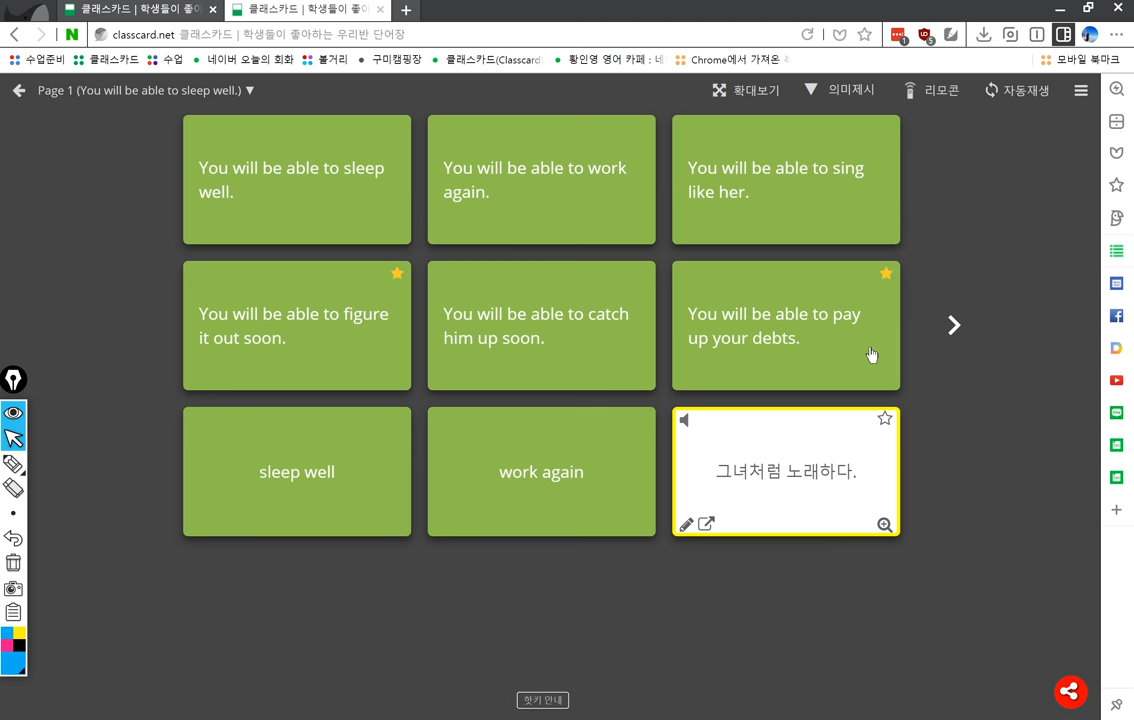 클래스카드 | 학생들이 좋아
클래스카드 | 학생들이 좋아
classcard.net 클래스카드 | 학생들이 좋아하는 우리반 단어장
수업준비
클래스카드
수업
네이버 오늘의 회화
볼거리
구미캠핑장
클래스카드(Classcard)
황인영 영어 카페 : 네
Chrome에서 가져온
모바일 북마크
Page 1 (You will be able to sleep well.) ▼
확대보기
의미제시
리모콘
자동재생
You will be able to sleep
well.
You will be able to work
again.
You will be able to sing
like her.
You will be able to figure
it out soon.
You will be able to catch
him up soon.
You will be able to pay
up your debts.
sleep well
work again
그녀처럼 노래하다.
핫키 안내